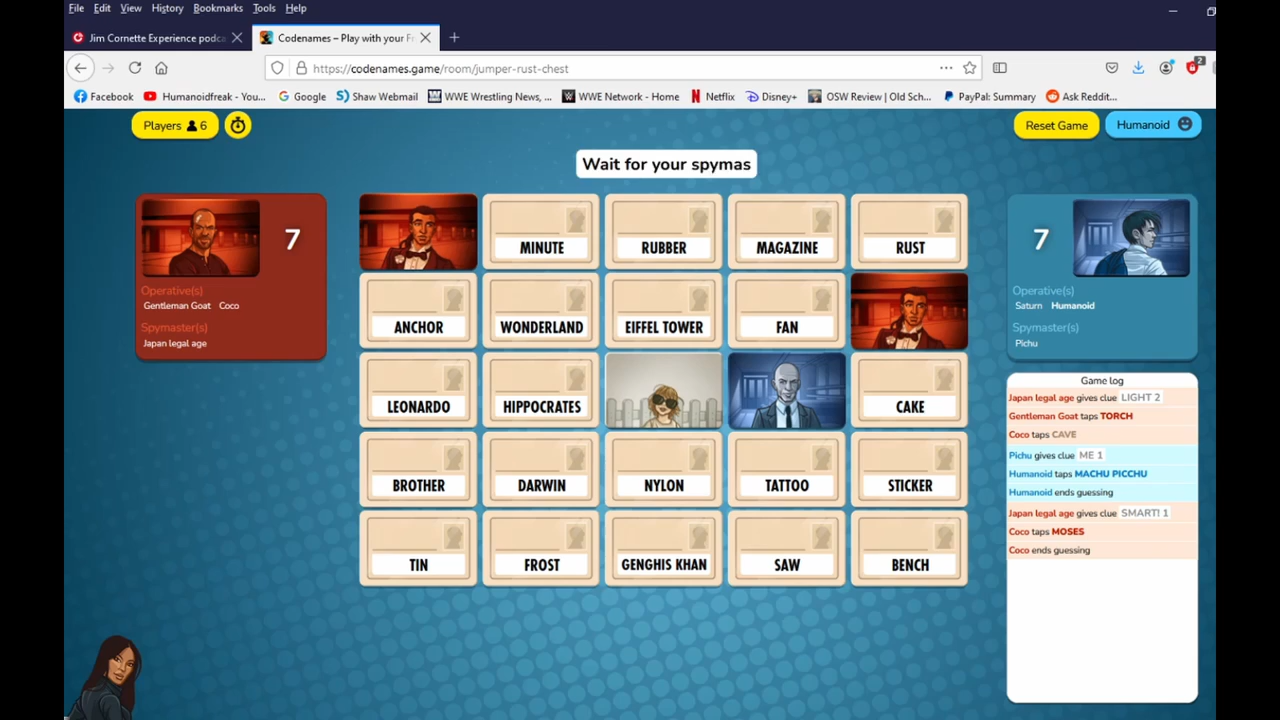 File Edit View History Bookmarks Tools Help
Jim Cornette Experience podca
Codenames – Play with your Fr
https://codenames.game/room/jumper-rust-chest
2
Facebook Humanoidfreak - You... Google Shaw Webmail WWE Wrestling News, ... WWE Network - Home Netflix Disney+ OSW Review | Old Sch... PayPal: Summary Ask Reddit...
Players 6
Reset Game
Humanoid
Wait for your spymas
7
Operative(s)
Gentleman Goat Coco
Spymaster(s)
Japan legal age
MINUTE RUBBER MAGAZINE RUST
ANCHOR WONDERLAND EIFFEL TOWER FAN
LEONARDO HIPPOCRATES CAKE
BROTHER DARWIN NYLON TATTOO STICKER
TIN FROST GENGHIS KHAN SAW BENCH
7
Operative(s)
Saturn Humanoid
Spymaster(s)
Pichu
Game log
Japan legal age gives clue LIGHT 2
Gentleman Goat taps TORCH
Coco taps CAVE
Pichu gives clue ME 1
Humanoid taps MACHU PICCHU
Humanoid ends guessing
Japan legal age gives clue SMART! 1
Coco taps MOSES
Coco ends guessing